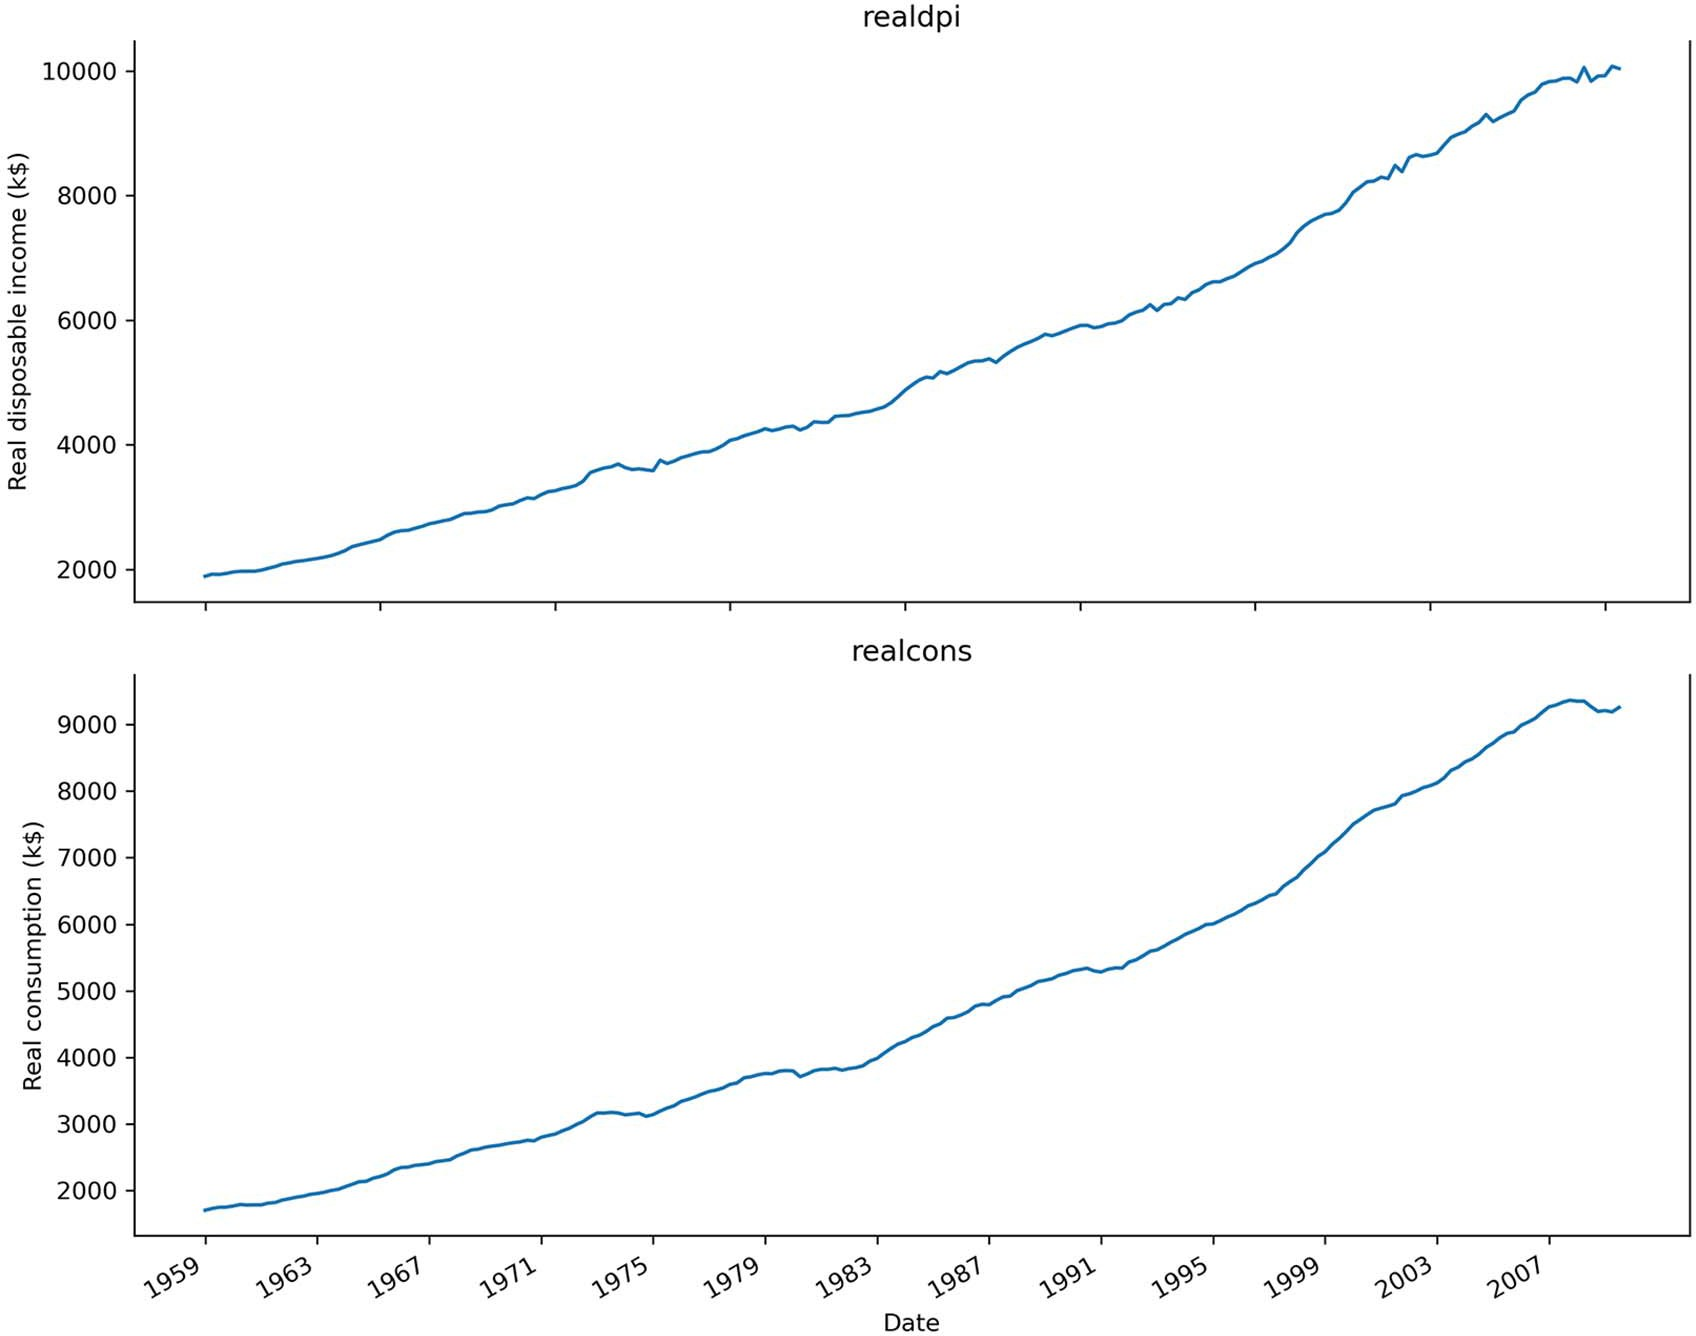 realdpi
Real disposable income (k$)
10000
8000
6000
4000
2000
realcons
Real consumption (k$)
9000
8000
7000
6000
5000
4000
3000
2000
1959 1963 1967 1971 1975 1979 1983 1987 1991 1995 1999 2003 2007
Date